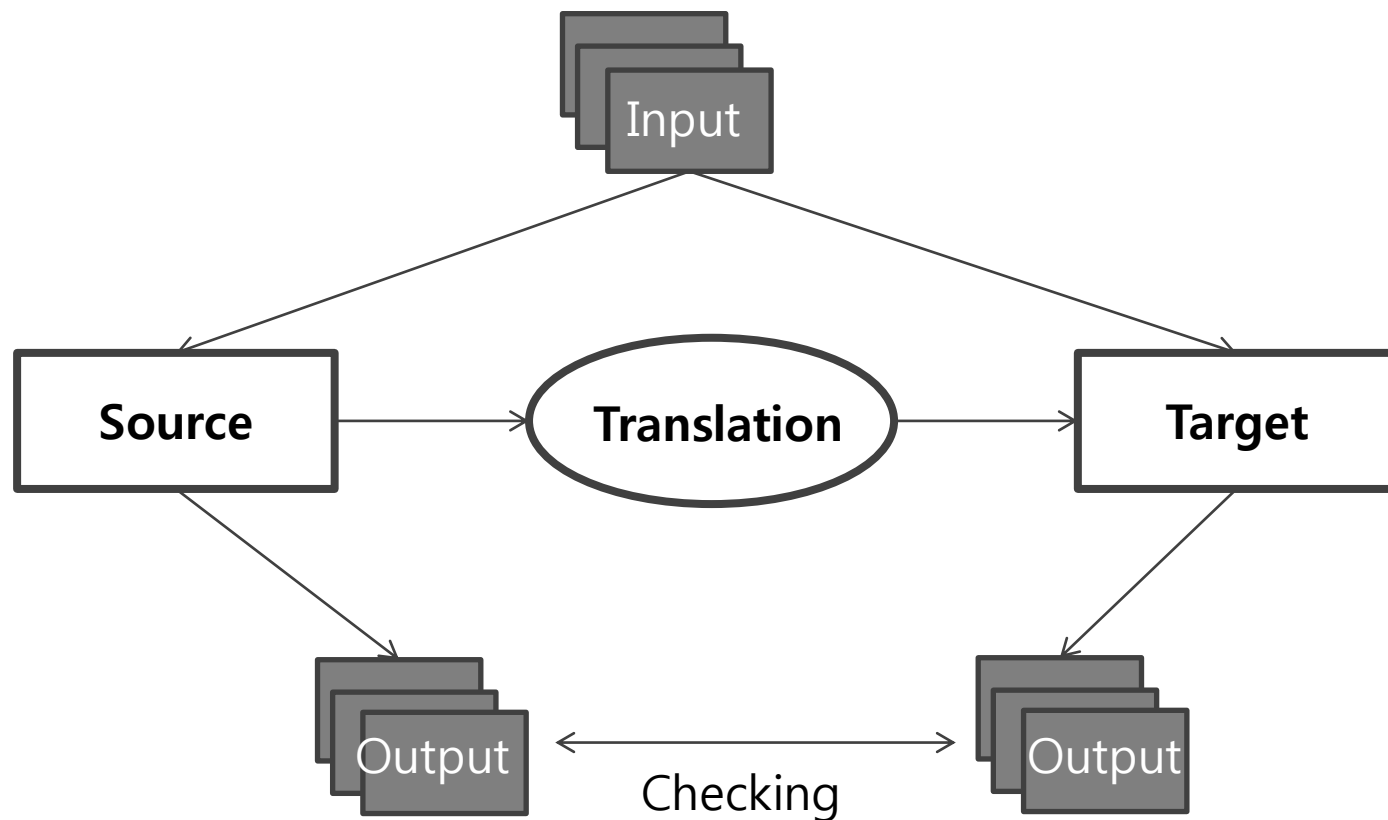 Input
Source
Translation
Target
Output
Output
Checking